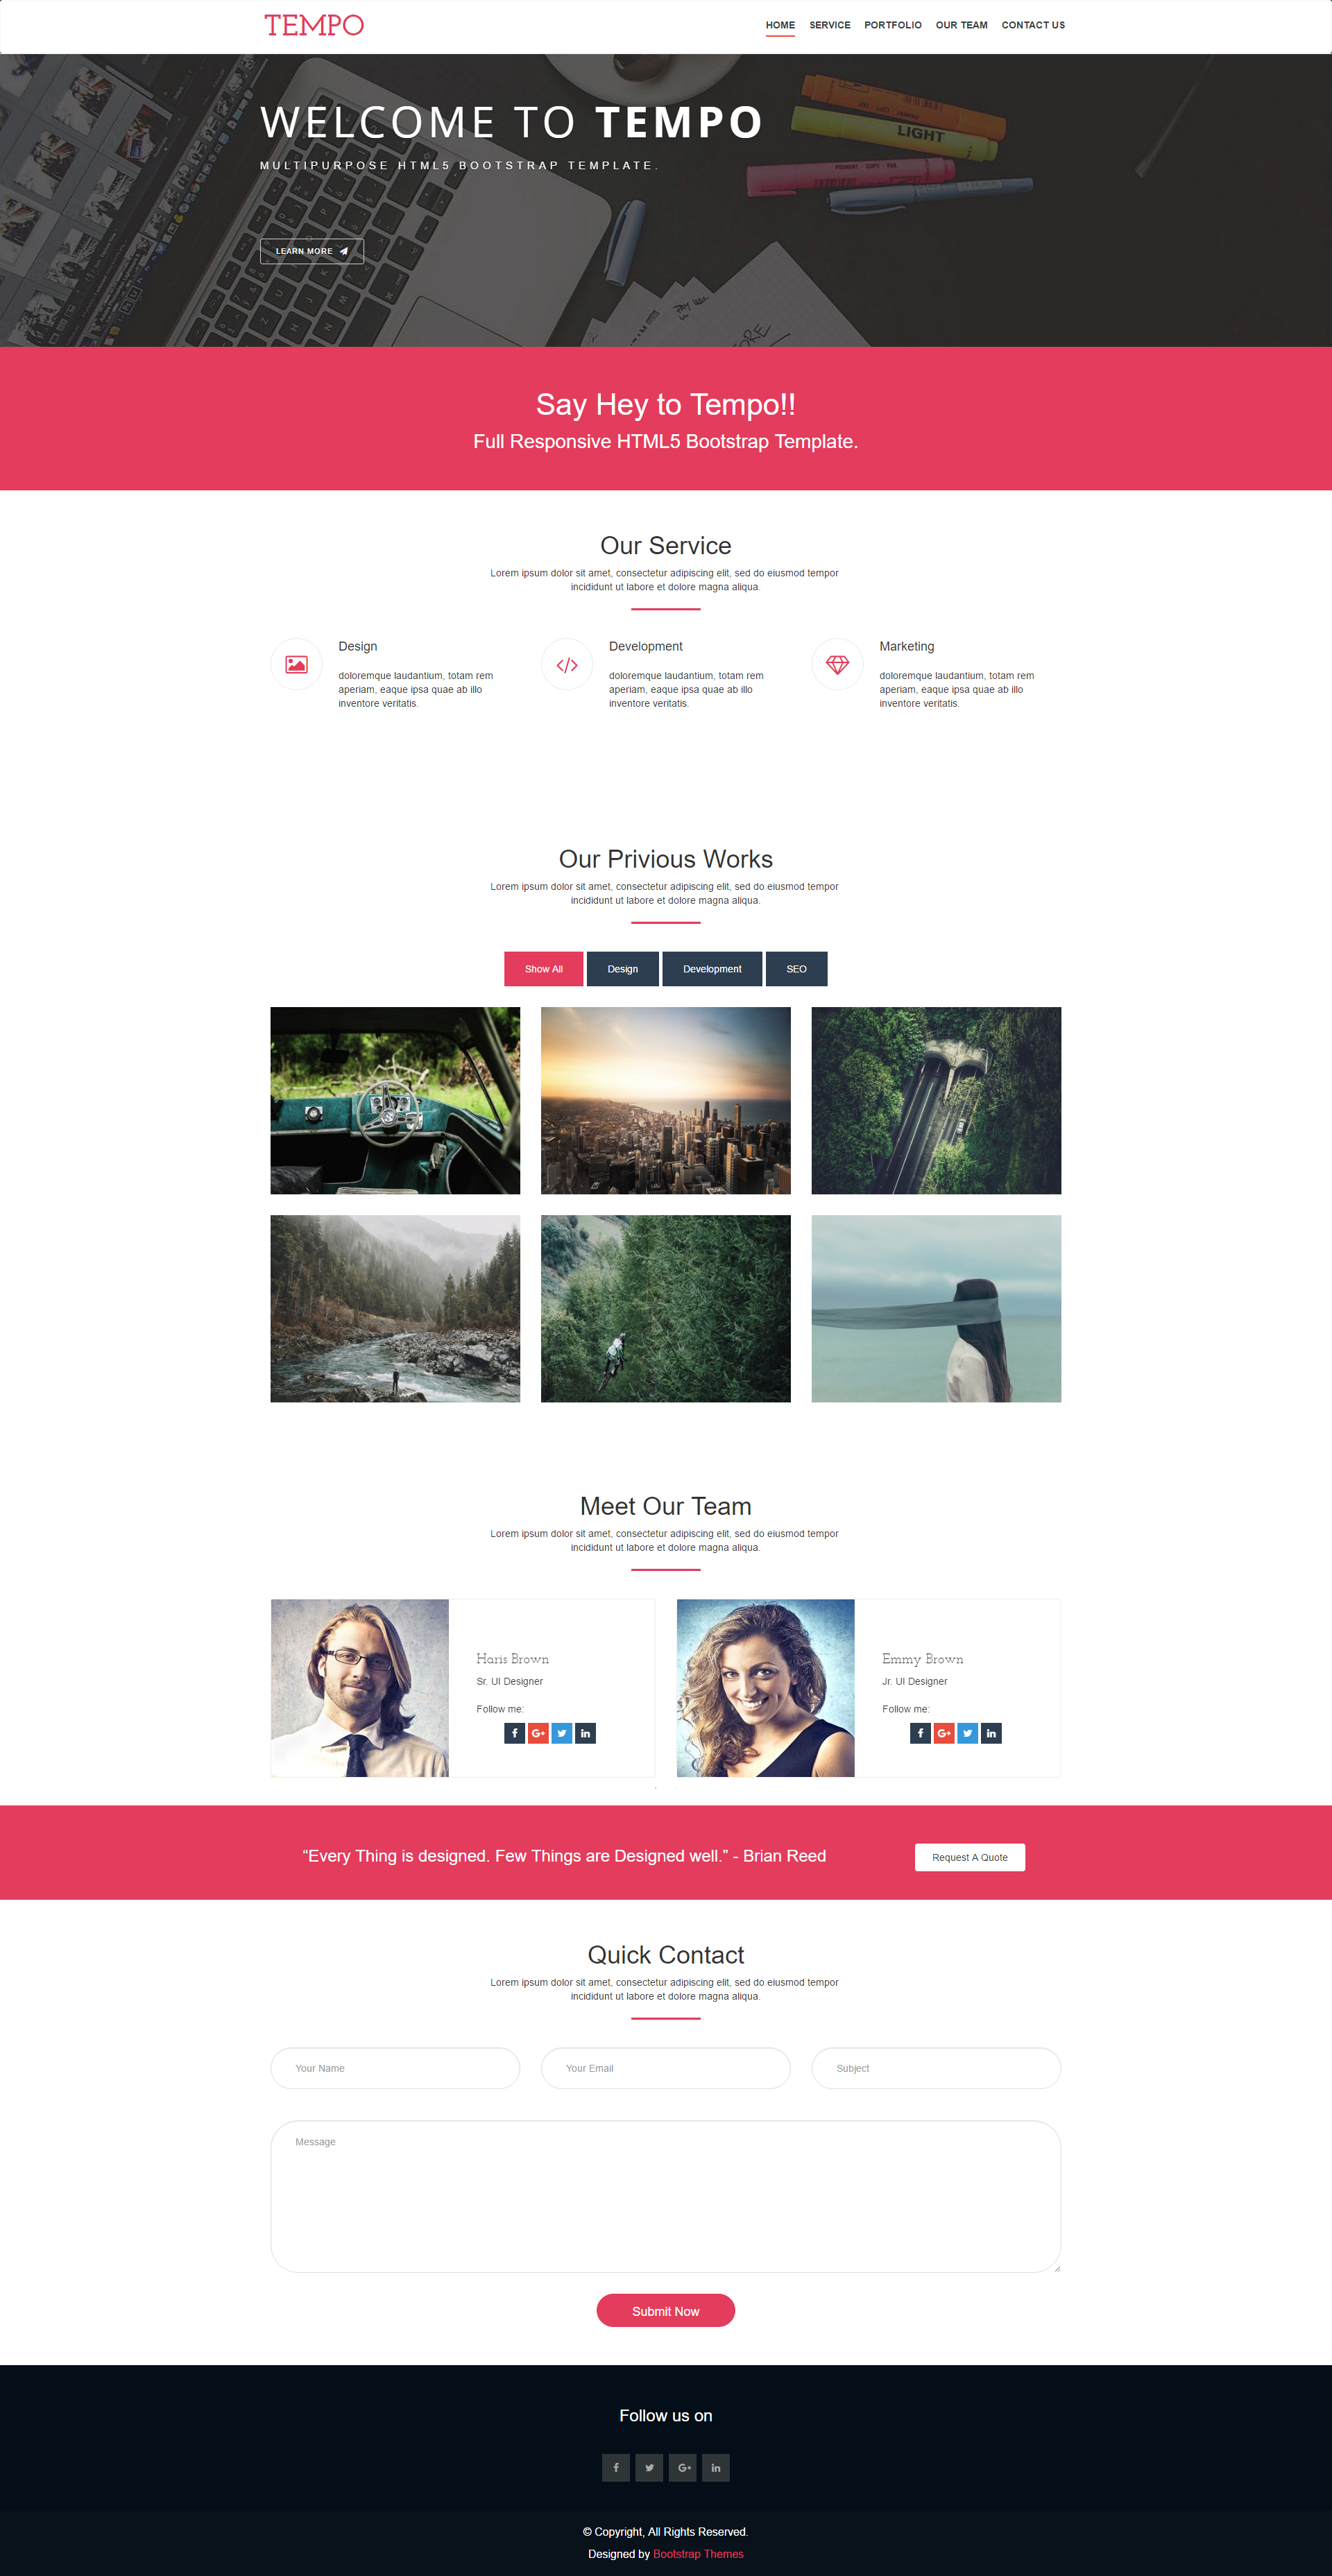 TEMPO
HOME SERVICE PORTFOLIO OUR TEAM CONTACT US
WELCOME TO TEMPO
MULTIPURPOSE HTML5 BOOTSTRAP TEMPLATE.
LIGHT
LEARN MORE
Say Hey to Tempo!!
Full Responsive HTML5 Bootstrap Template.
Our Service
Lorem ipsum dolor sit amet, consectetur adipiscing elit, sed do eiusmod tempor
incididunt ut labore et dolore magna aliqua.
Design
doloremque laudantium, totam rem
aperiam, eaque ipsa quae ab illo
inventore veritatis.
Development
doloremque laudantium, totam rem
aperiam, eaque ipsa quae ab illo
inventore veritatis.
Marketing
doloremque laudantium, totam rem
aperiam, eaque ipsa quae ab illo
inventore veritatis.
Our Privious Works
Lorem ipsum dolor sit amet, consectetur adipiscing elit, sed do eiusmod tempor
incididunt ut labore et dolore magna aliqua.
Show All Design Development SEO
Meet Our Team
Lorem ipsum dolor sit amet, consectetur adipiscing elit, sed do eiusmod tempor
incididunt ut labore et dolore magna aliqua.
Haris Brown
Sr. UI Designer
Follow me:
Emmy Brown
Jr. UI Designer
Follow me:
“Every Thing is designed. Few Things are Designed well.” - Brian Reed
Request A Quote
Quick Contact
Lorem ipsum dolor sit amet, consectetur adipiscing elit, sed do eiusmod tempor
incididunt ut labore et dolore magna aliqua.
Your Name
Your Email
Subject
Message
Submit Now
Follow us on
© Copyright, All Rights Reserved.
Designed by Bootstrap Themes